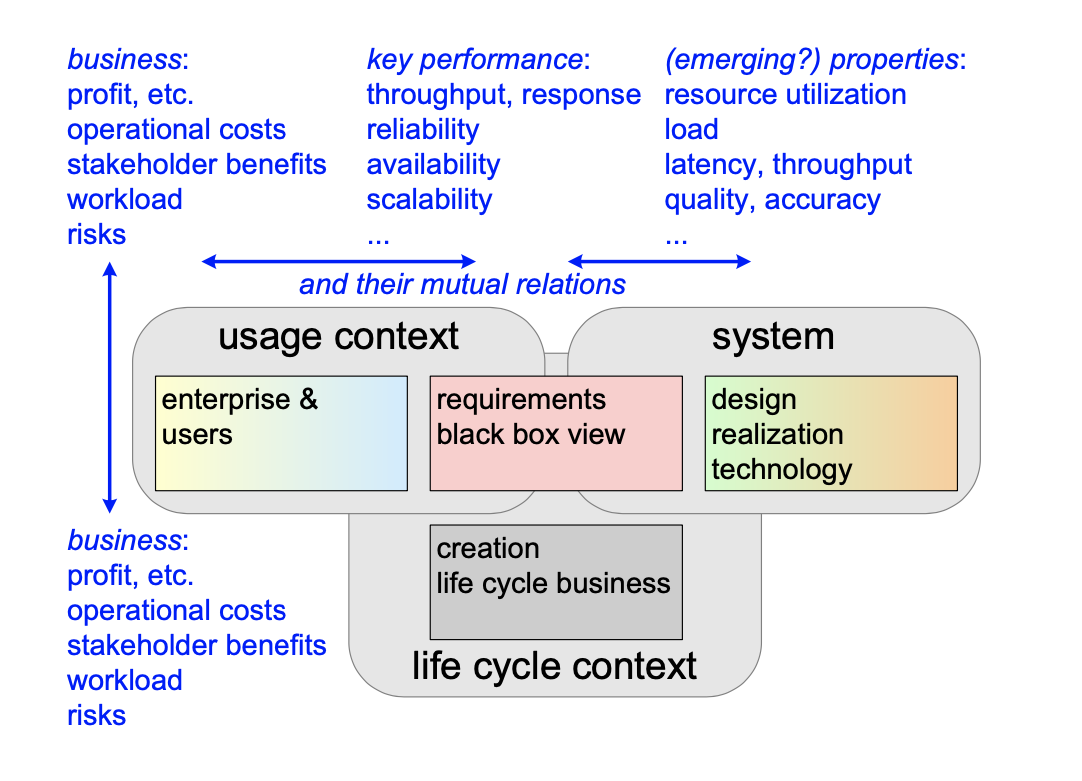 business:
profit, etc.
operational costs
stakeholder benefits
workload
risks
key performance:
throughput, response
reliability
availability
scalability
...
(emerging?) properties:
resource utilization
load
latency, throughput
quality, accuracy
...
and their mutual relations
usage context
system
enterprise &
users
requirements
black box view
design
realization
technology
business:
profit, etc.
operational costs
stakeholder benefits
workload
risks
creation
life cycle business
life cycle context